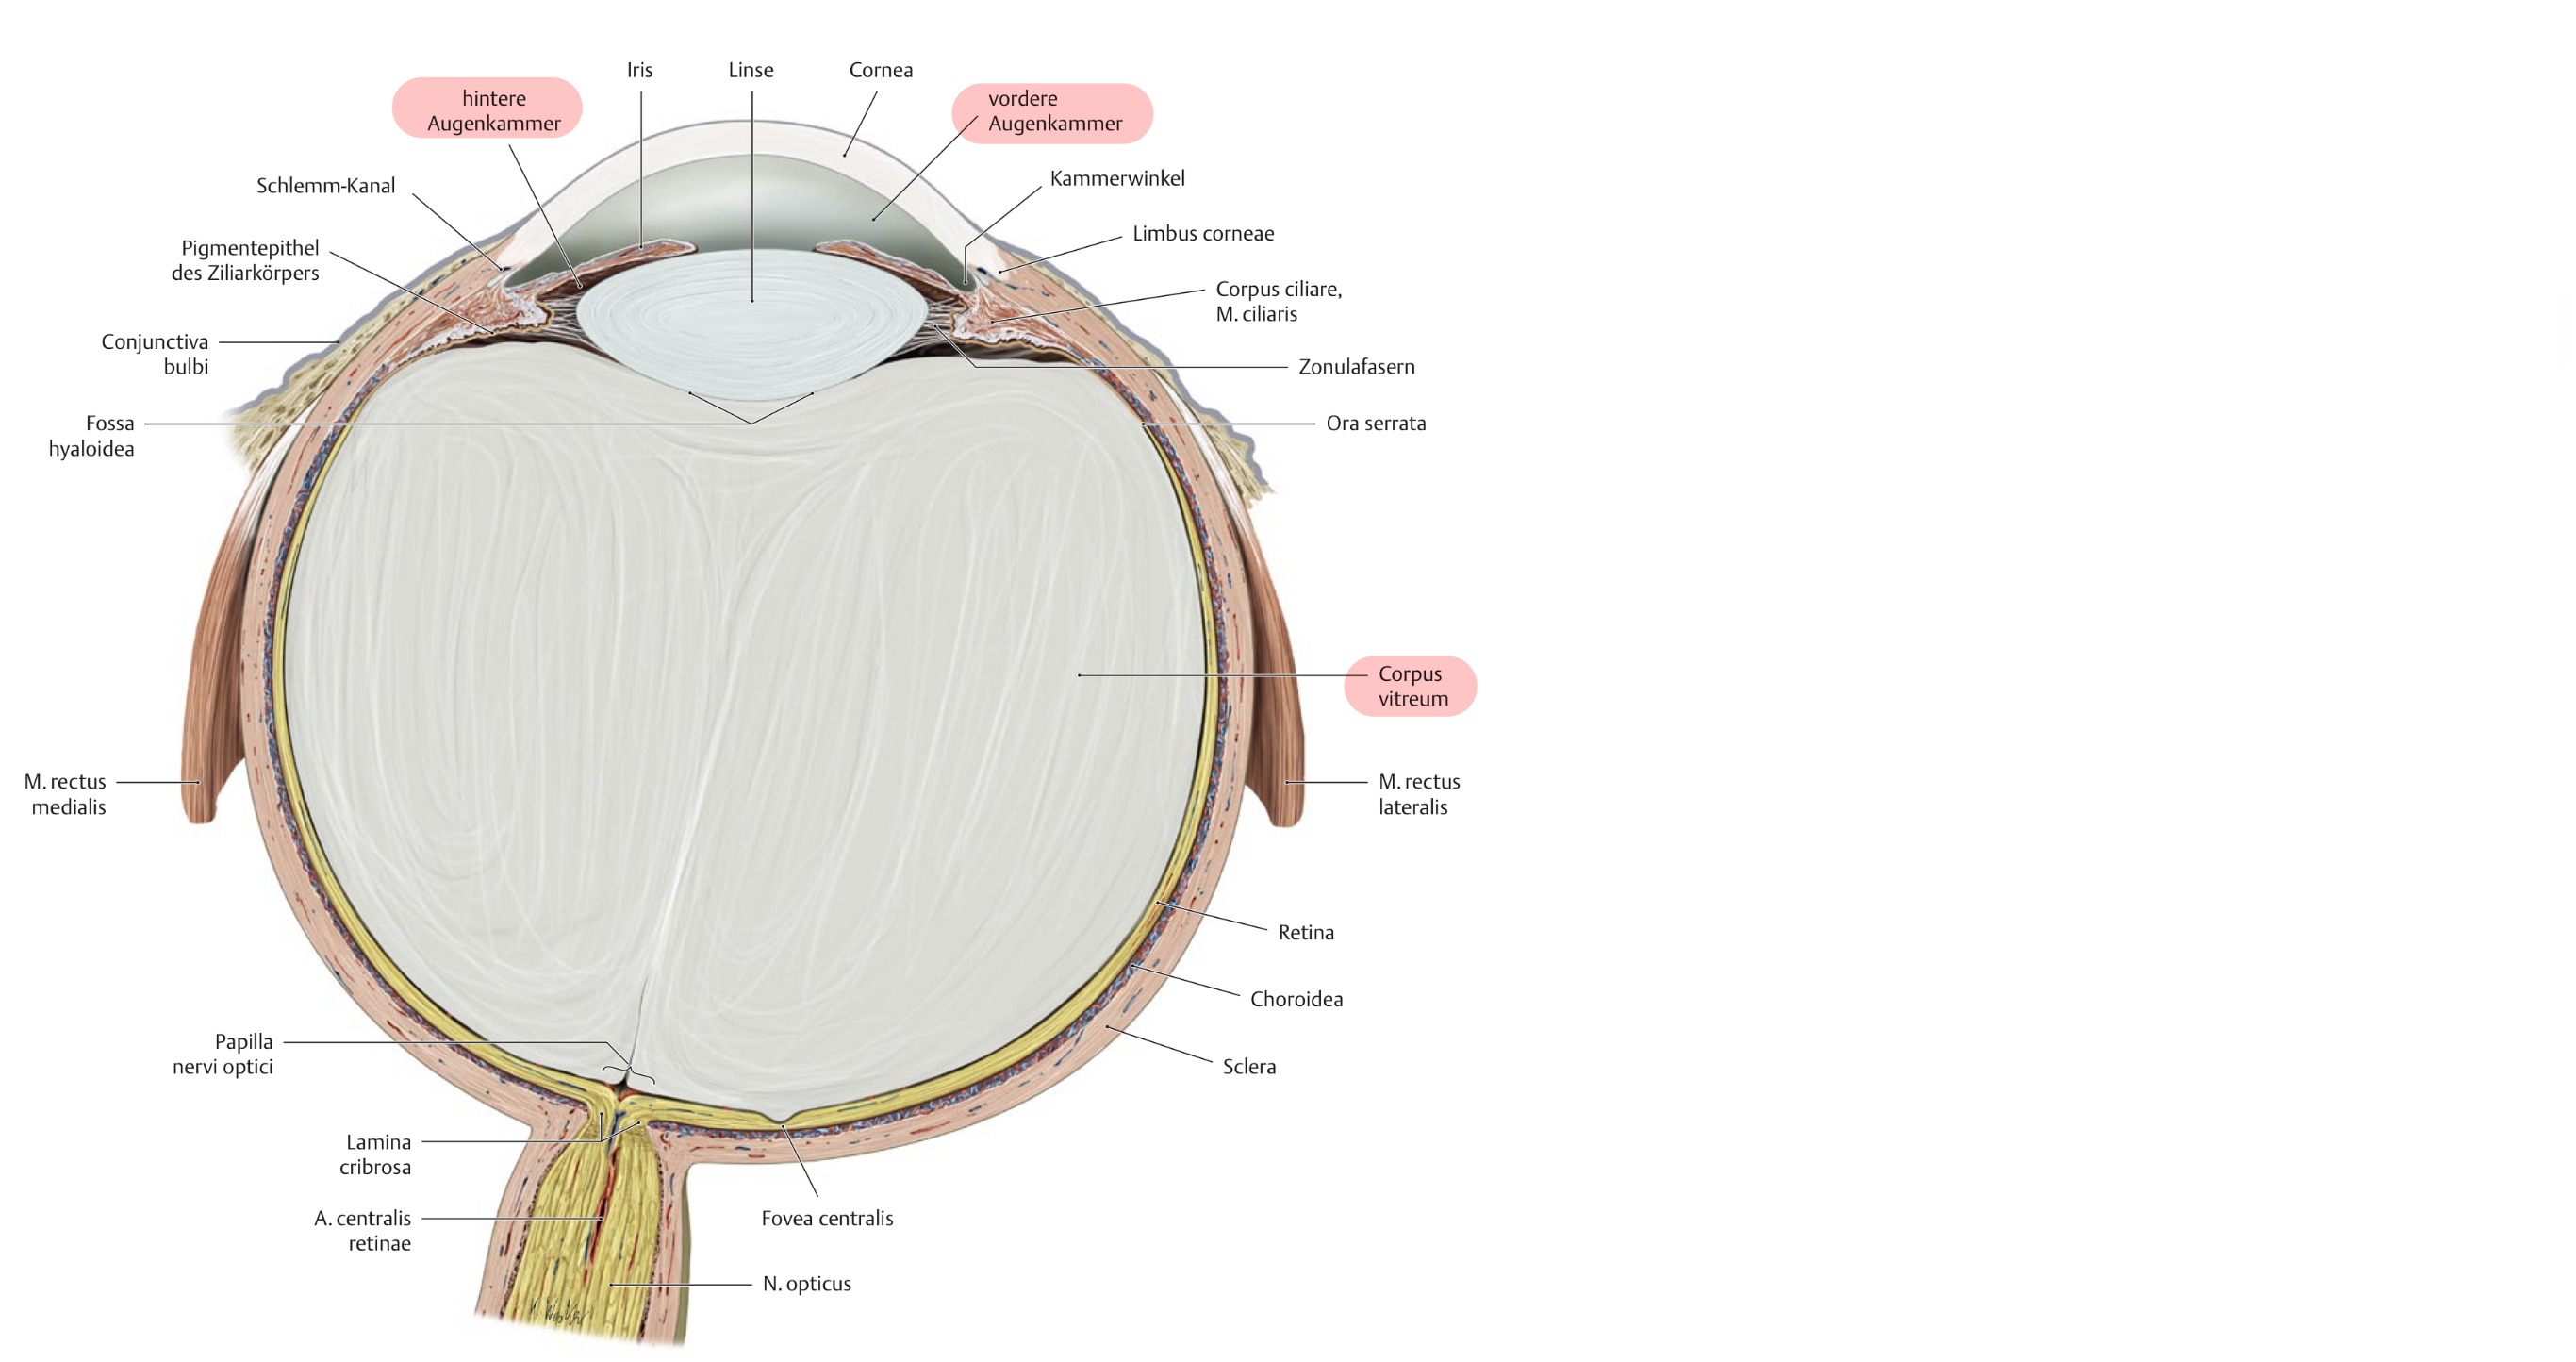 Iris
Linse
Cornea
hintere
Augenkammer
vordere
Augenkammer
Schlemm-Kanal
Kammerwinkel
Pigmentepithel
des Ziliarkörpers
Limbus corneae
Corpus ciliare,
M. ciliaris
Conjunctiva
bulbi
Zonulafasern
Fossa
hyaloidea
Ora serrata
Corpus
vitreum
M. rectus
medialis
M. rectus
lateralis
Retina
Choroidea
Papilla
nervi optici
Sclera
Lamina
cribrosa
A. centralis
retinae
Fovea centralis
N. opticus